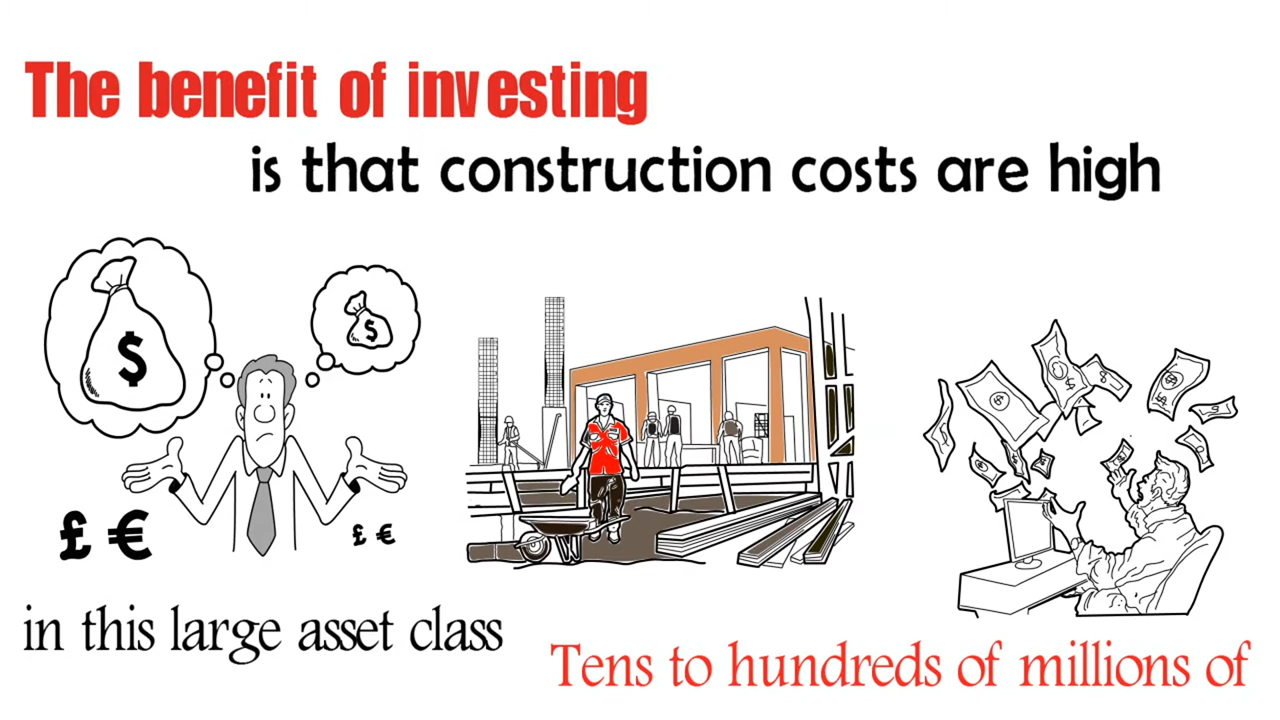 The benefit of investing
is that construction costs are high
$
$
£ €
£ €
in this large asset class
Tens to hundreds of millions of